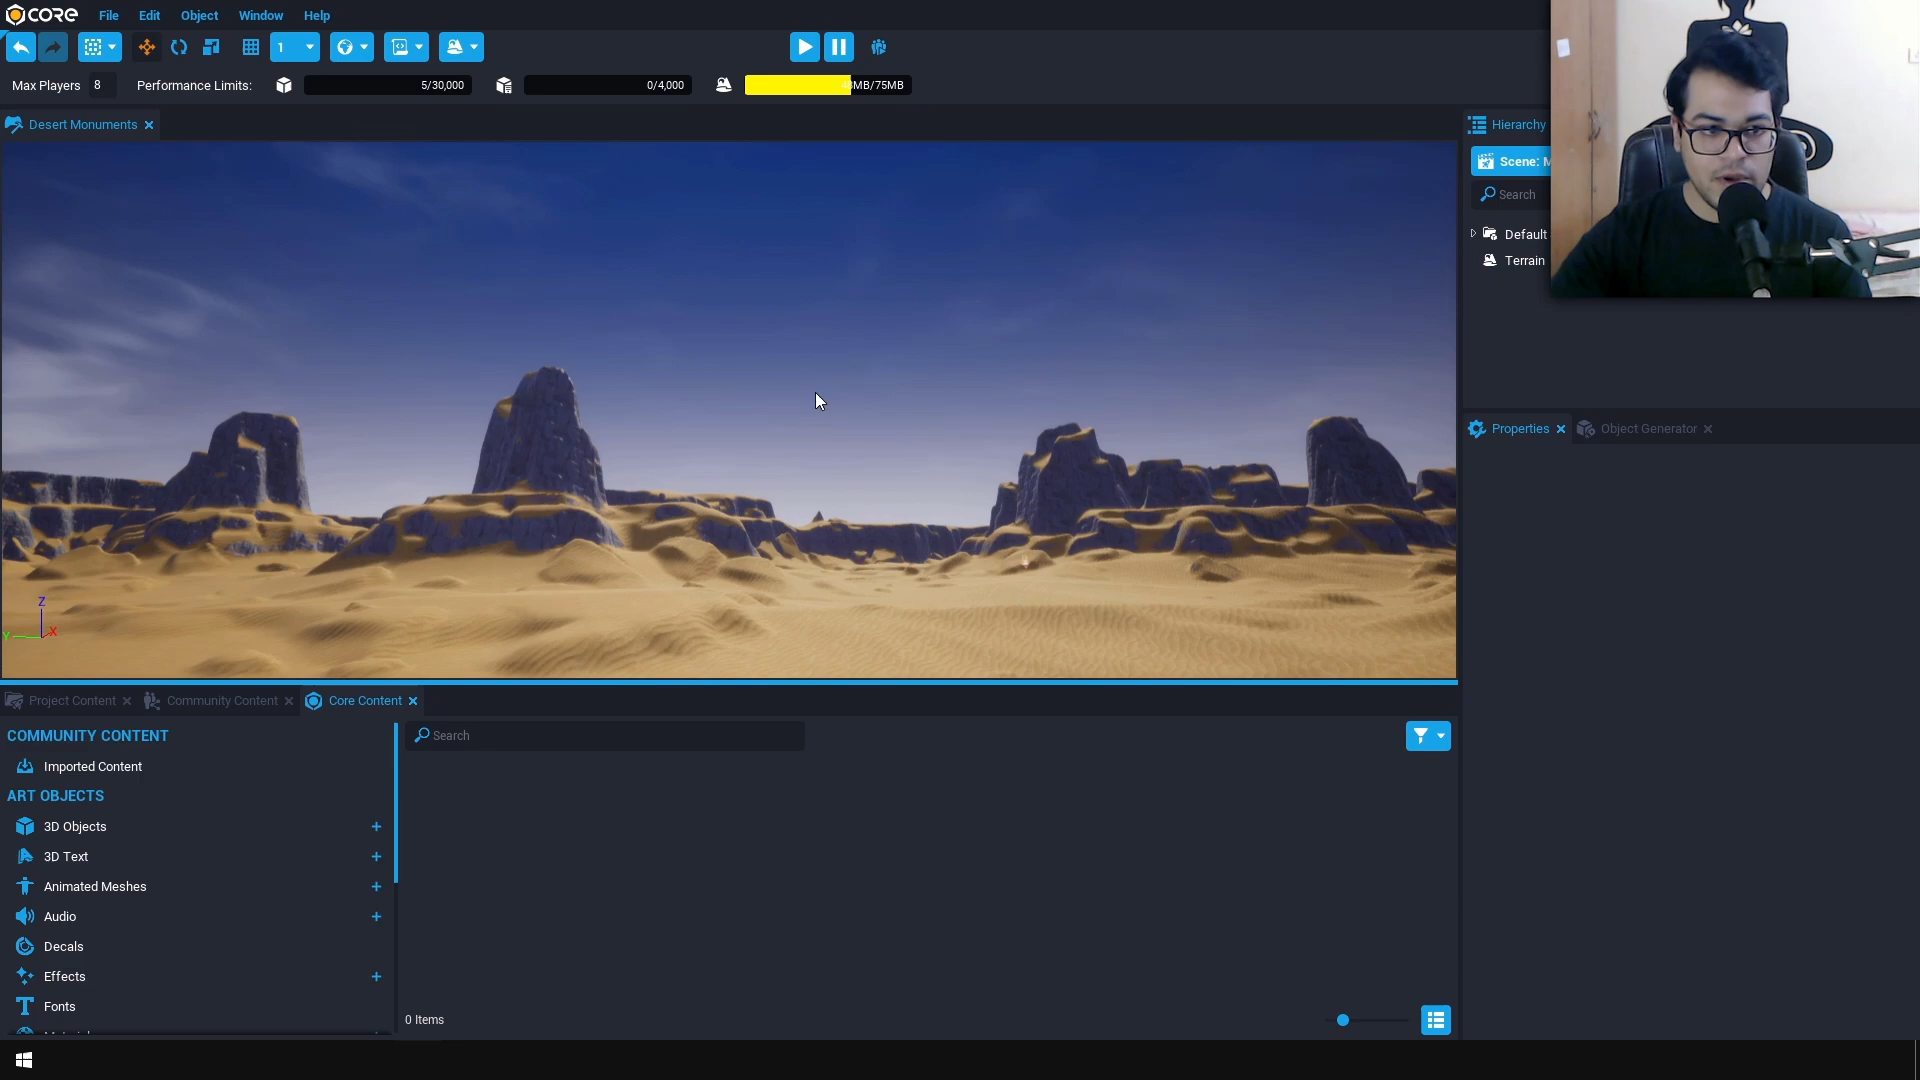 CORE File Edit Object Window Help
1
Max Players 8 Performance Limits: 5/30,000 0/4,000 MB/75MB
Desert Monuments
Hierarchy
Scene:
Search
Default
Terrain
Z
X
Y
Properties Object Generator
Project Content Community Content Core Content
COMMUNITY CONTENT
Search
Imported Content
ART OBJECTS
3D Objects
3D Text
Animated Meshes
Audio
Decals
Effects
Fonts
0 Items